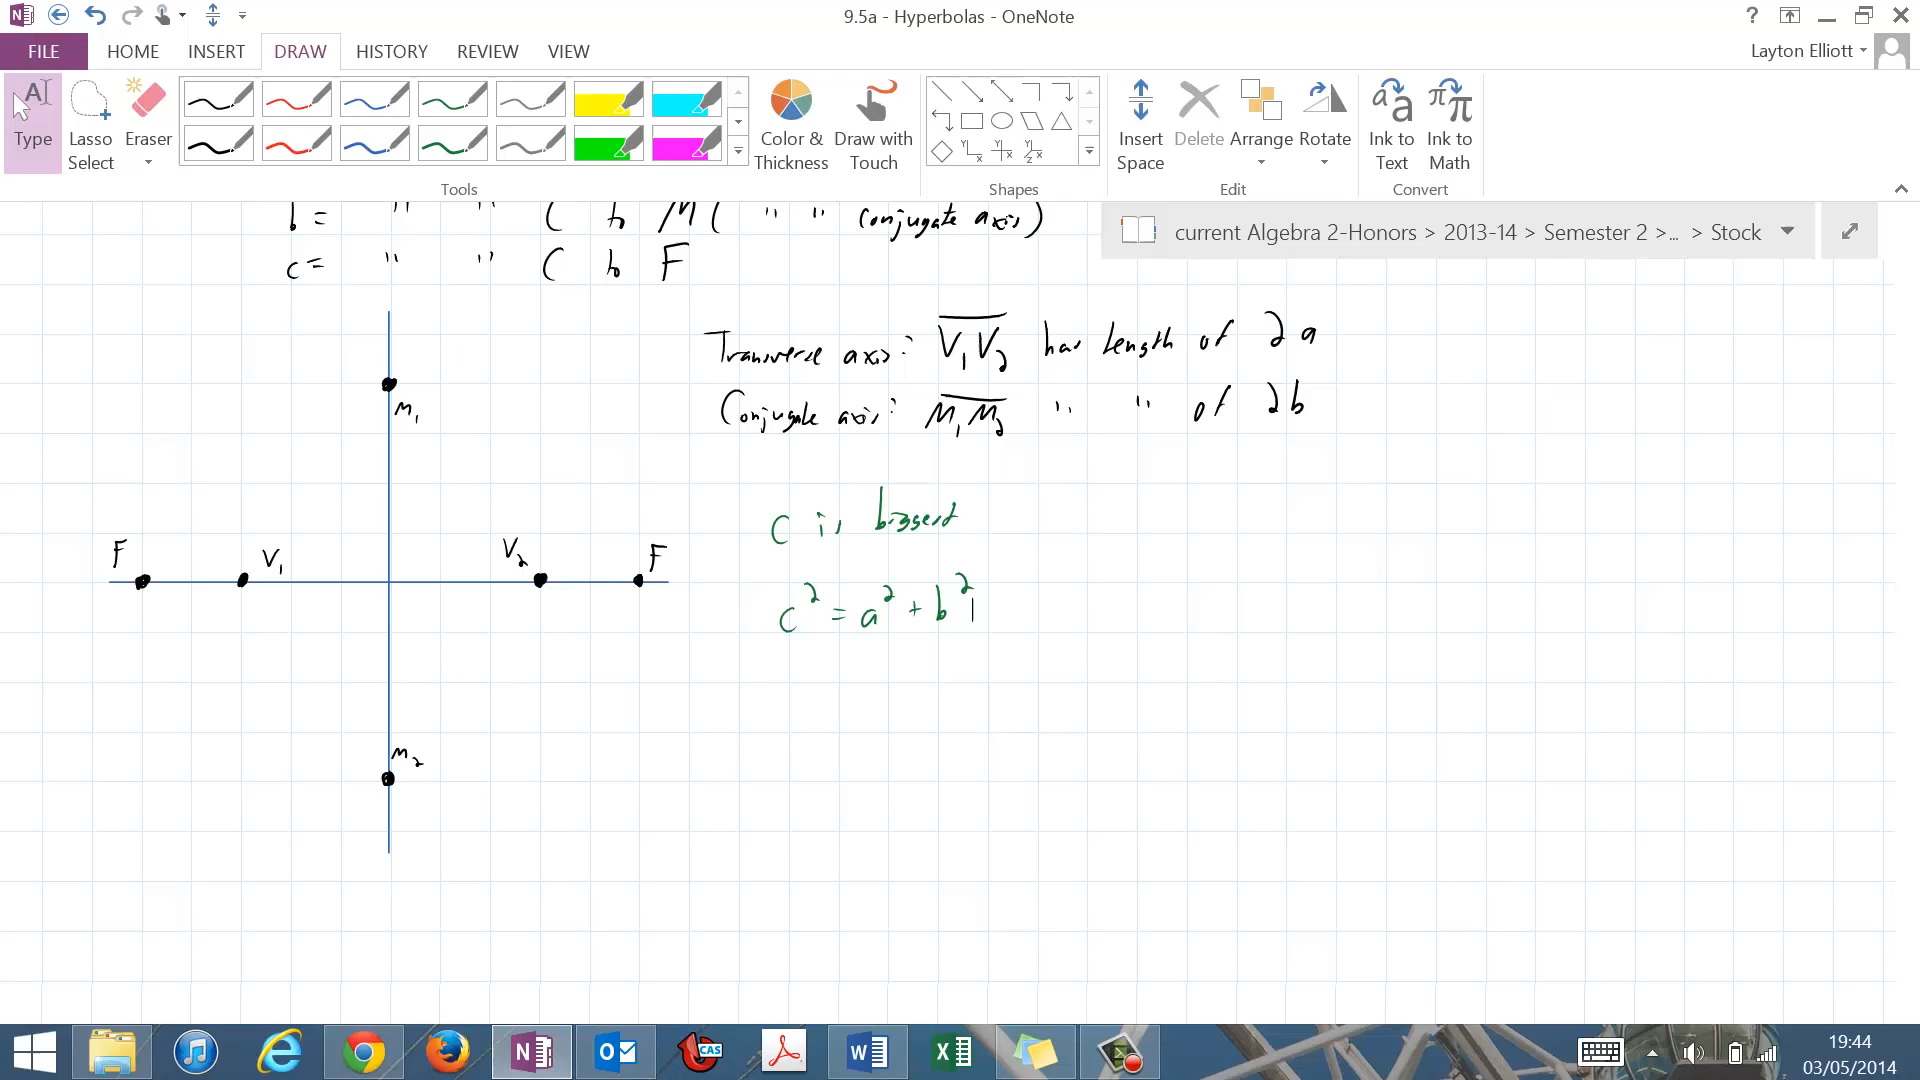 9.5a - Hyperbolas - OneNote
?
FILE HOME INSERT DRAW HISTORY REVIEW VIEW
Layton Elliott
Type
Lasso Select
Eraser
Color & Thickness
Draw with Touch
Insert Space
Delete
Arrange
Rotate
Ink to Text
Ink to Math
Tools
Shapes
Edit
Convert
b = " " C to M ( " " conjugate axis)
current Algebra 2-Honors > 2013-14 > Semester 2 >... > Stock
c = " " C to F
Transverse axis: V₁V₂ has length of 2a
M₁
Conjugate axis: M₁M₂ " " of 2b
C is biggest
F V₁ V₂ F
c² = a² + b²
M₂
19:44
03/05/2014